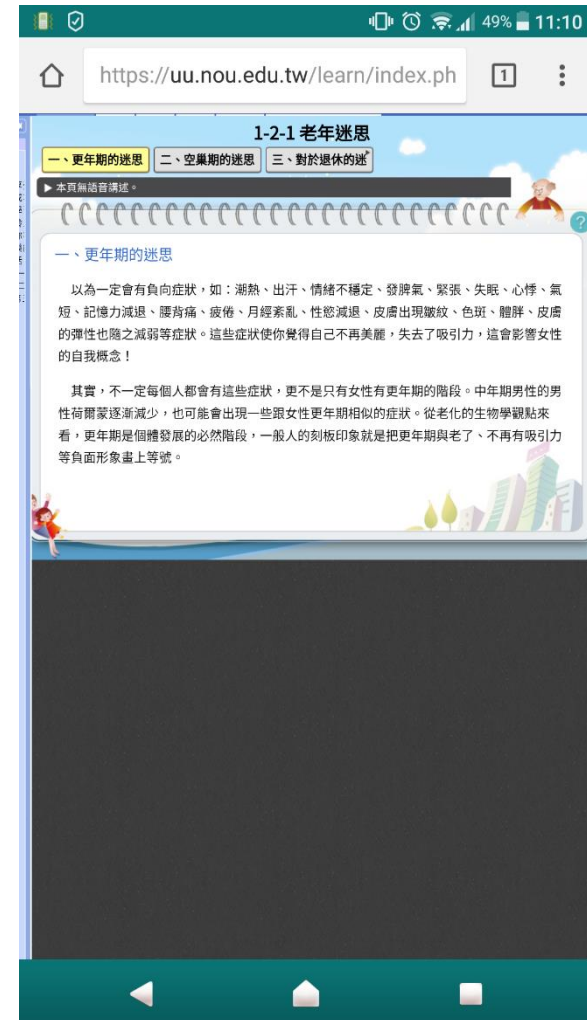 49% 11:10
https://uu.nou.edu.tw/learn/index.ph
1
1-2-1 老年迷思
一、更年期的迷思 二、空巢期的迷思 三、對於退休的迷
▶ 本頁無語音講述。
?
一、更年期的迷思
以為一定會有負向症狀，如：潮熱、出汗、情緒不穩定、發脾氣、緊張、失眠、心悸、氣
短、記憶力減退、腰背痛、疲倦、月經紊亂、性慾減退、皮膚出現皺紋、色斑、體胖、皮膚
的彈性也隨之減弱等症狀。這些症狀使你覺得自己不再美麗，失去了吸引力，這會影響女性
的自我概念！
其實，不一定每個人都會有這些症狀，更不是只有女性有更年期的階段。中年期男性的男
性荷爾蒙逐漸減少，也可能會出現一些跟女性更年期相似的症狀。從老化的生物學觀點來
看，更年期是個體發展的必然階段，一般人的刻板印象就是把更年期與老了、不再有吸引力
等負面形象畫上等號。